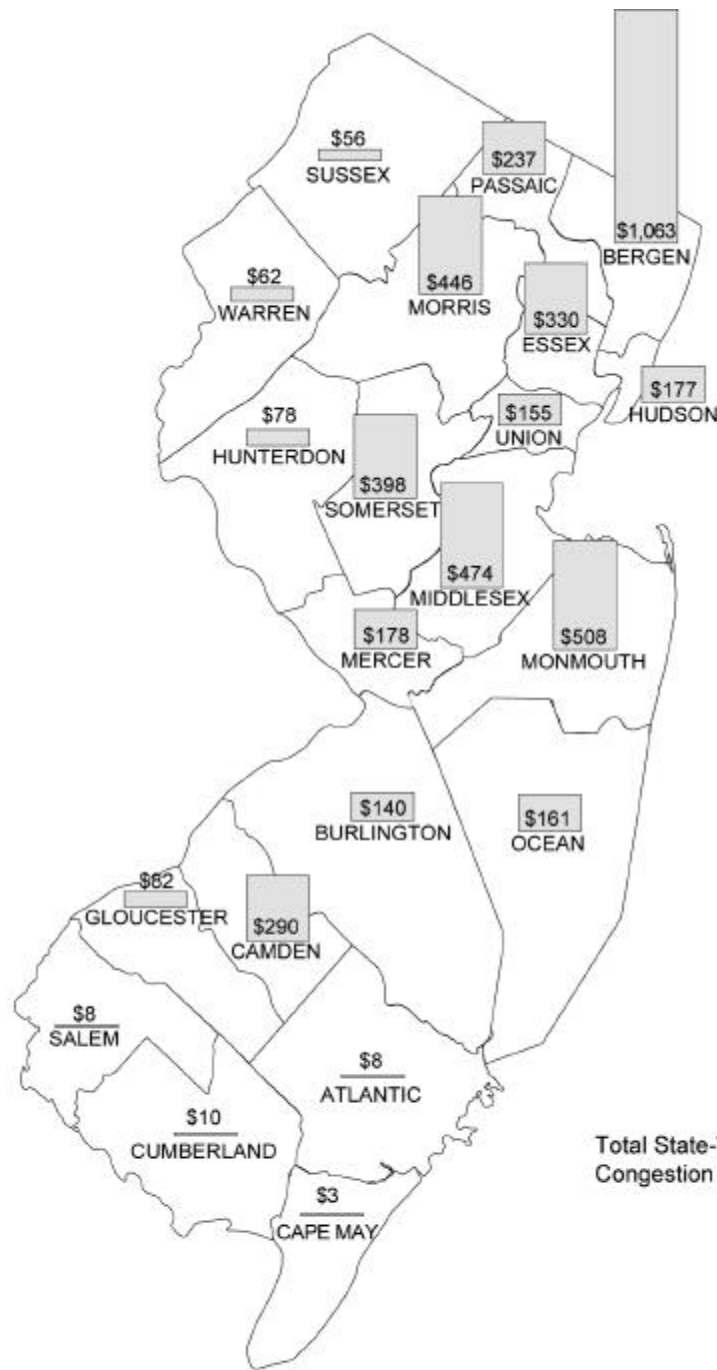 $56
SUSSEX
$237
PASSAIC
$1,063
BERGEN
$446
MORRIS
$62
WARREN
$330
ESSEX
$177
HUDSON
$155
UNION
$78
HUNTERDON
$398
SOMERSET
$474
MIDDLESEX
$178
MERCER
$508
MONMOUTH
$140
BURLINGTON
$161
OCEAN
$82
GLOUCESTER
$290
CAMDEN
$8
SALEM
$8
ATLANTIC
$10
CUMBERLAND
$3
CAPE MAY
Total State-
Congestion